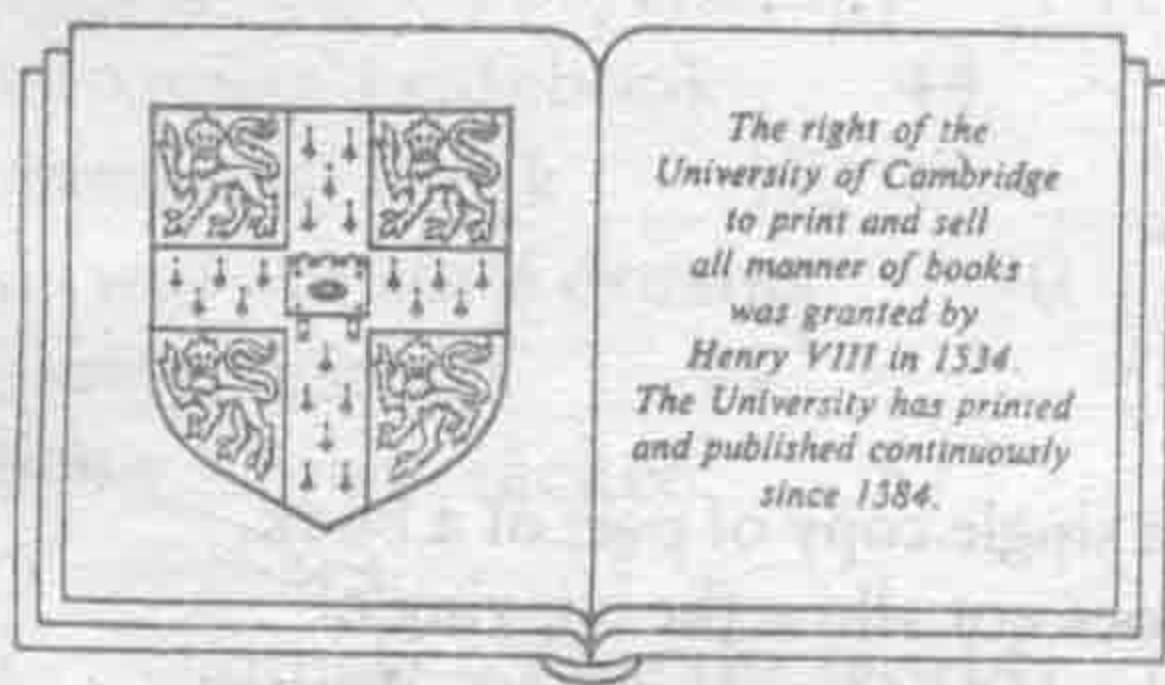 The right of the
University of Cambridge
to print and sell
all manner of books
was granted by
Henry VIII in 1534.
The University has printed
and published continuously
since 1584.